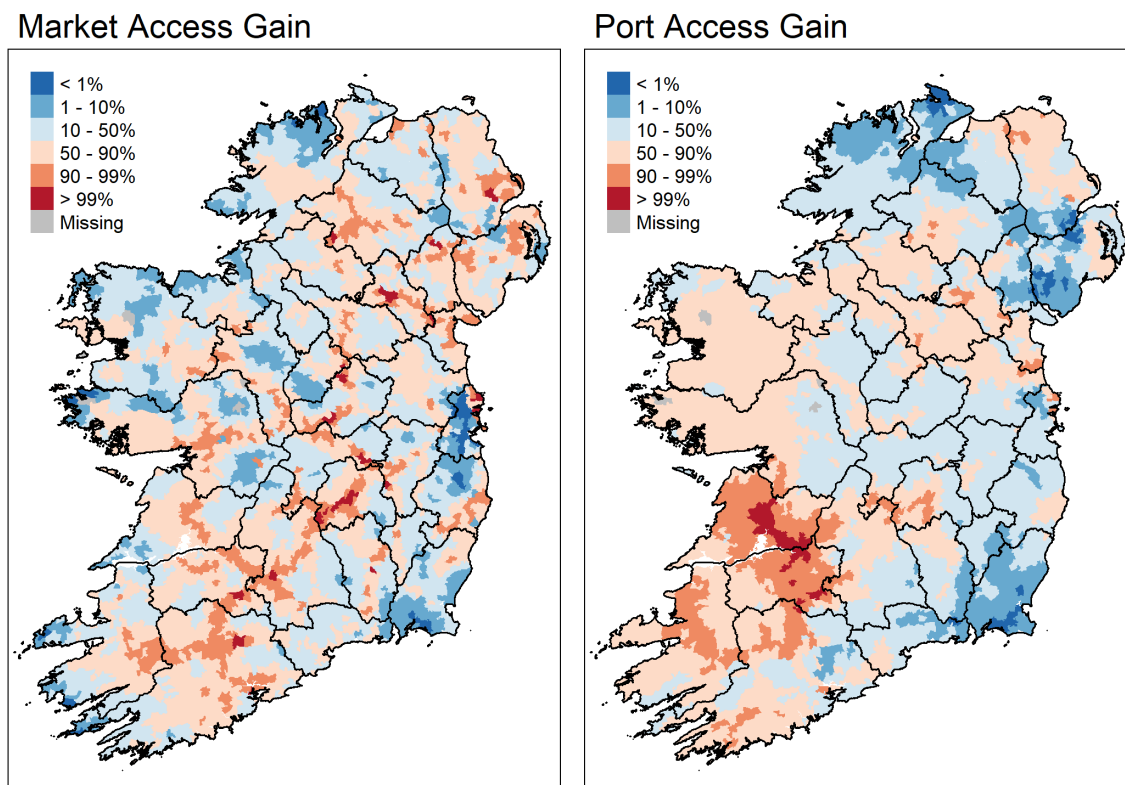 Market Access Gain
< 1%
1 - 10%
10 - 50%
50 - 90%
90 - 99%
> 99%
Missing
Port Access Gain
< 1%
1 - 10%
10 - 50%
50 - 90%
90 - 99%
> 99%
Missing